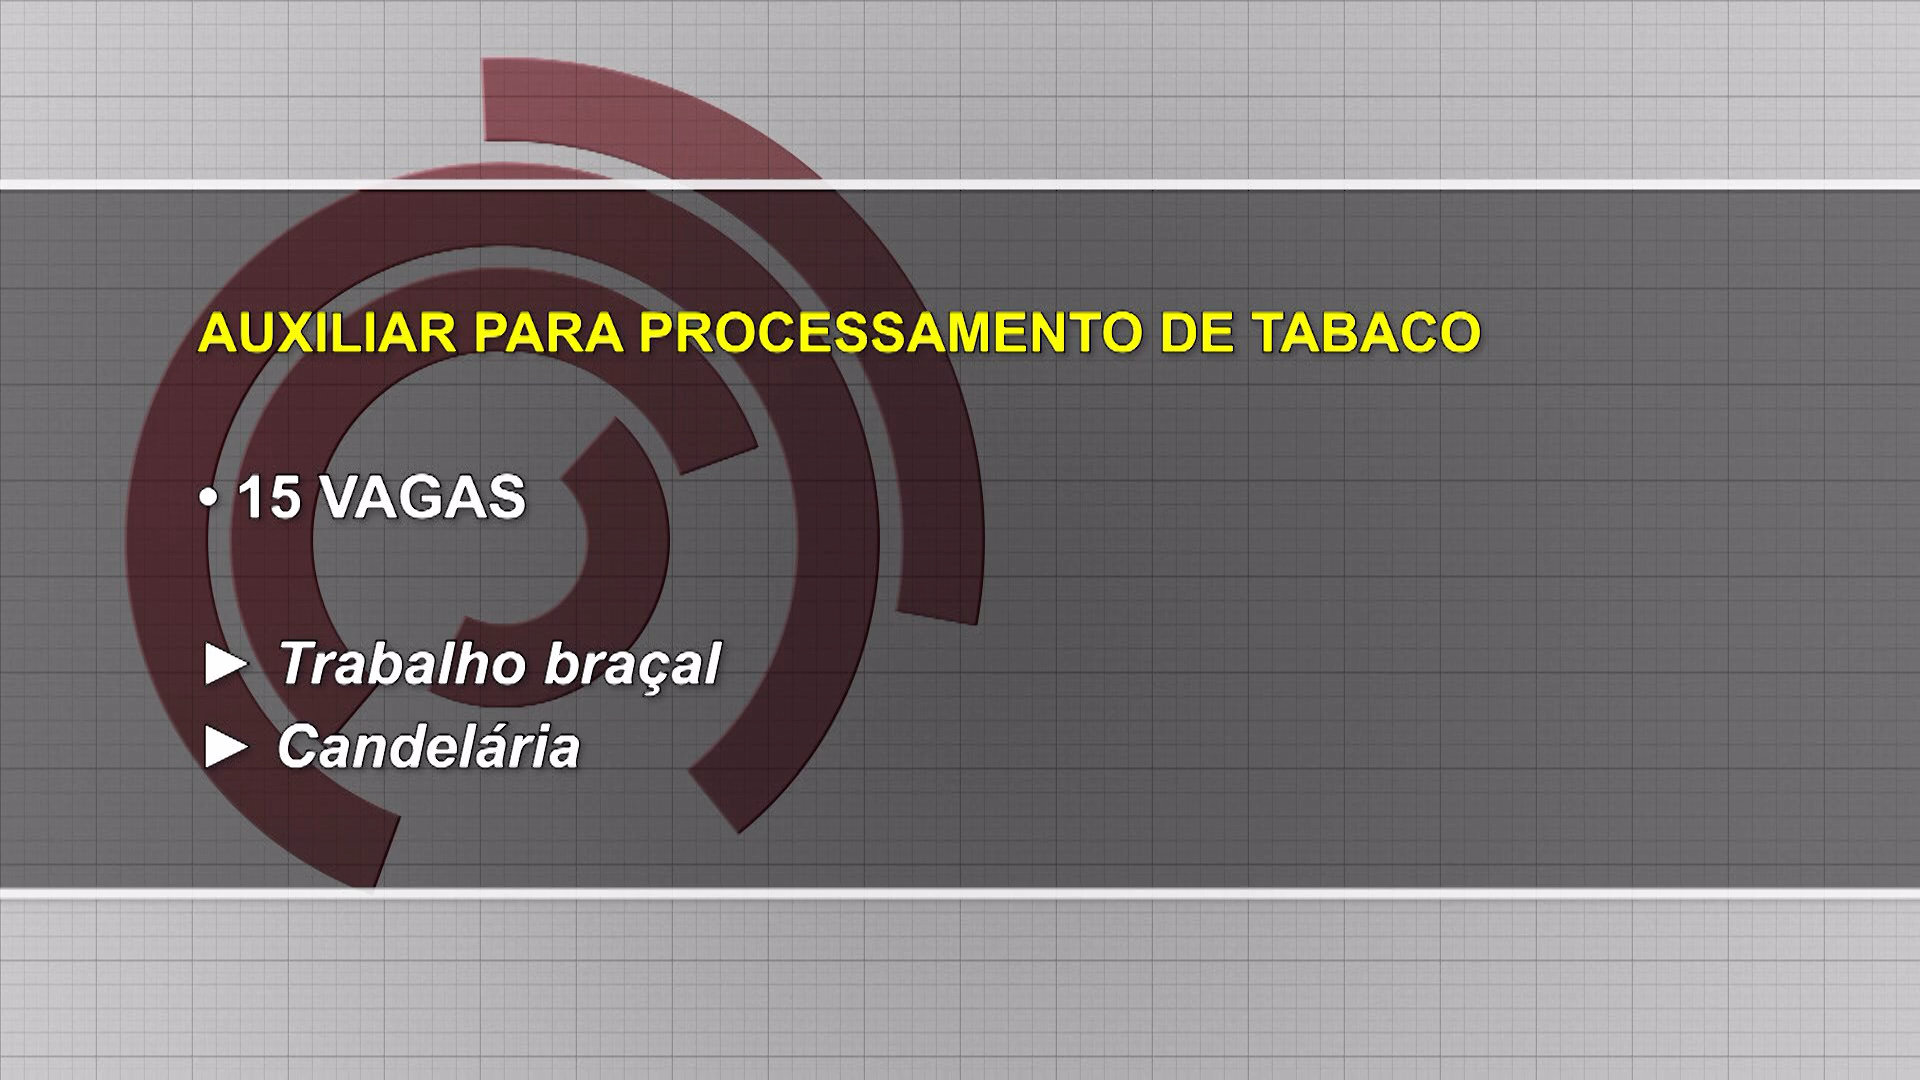 AUXILIAR PARA PROCESSAMENTO DE TABACO
• 15 VAGAS
► Trabalho braçal
► Candelária